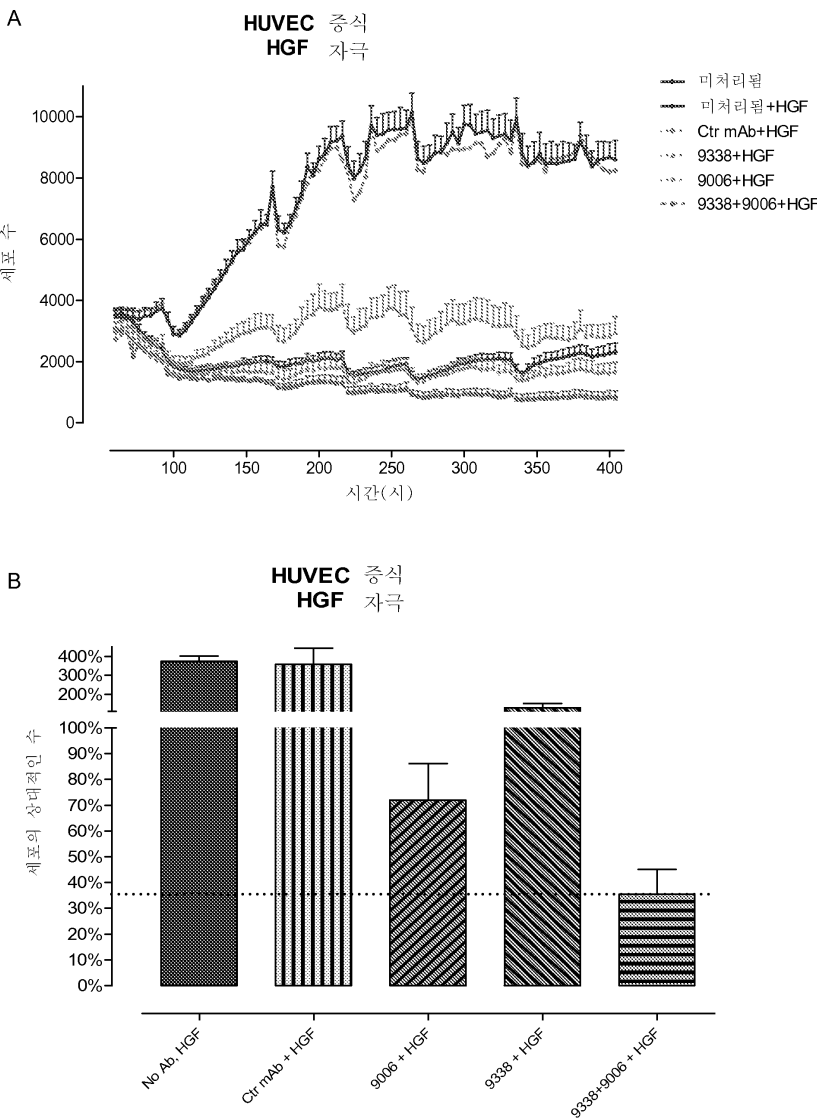 A
HUVEC 증식
HGF 자극
미처리됨
미처리됨+HGF
Ctr mAb+HGF
9338+HGF
9006+HGF
9338+9006+HGF
10000
8000
6000
4000
2000
0
세포 수
100 150 200 250 300 350 400
시간(시)
B
HUVEC 증식
HGF 자극
400%
300%
200%
100%
90%
80%
70%
60%
50%
40%
30%
20%
10%
0%
세포의 상대적인 수
No Ab, HGF
Ctr mAb + HGF
9006 + HGF
9338 + HGF
9338+9006 + HGF